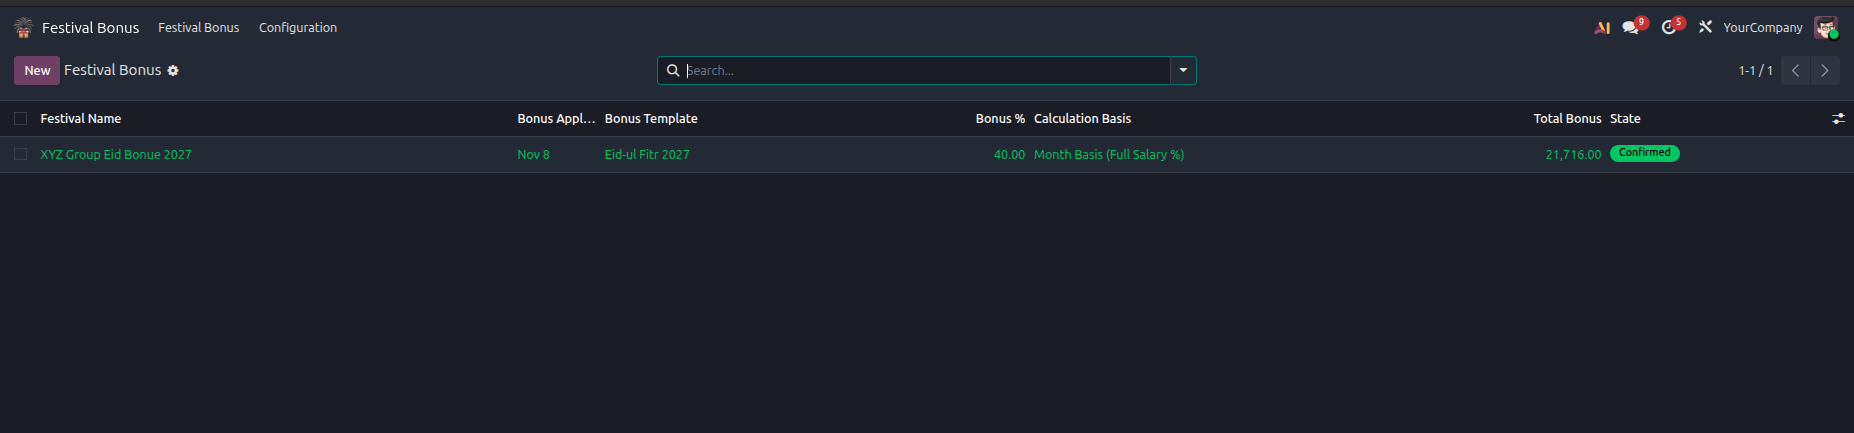 Festival Bonus Festival Bonus Configuration AI 9 5 YourCompany
New Festival Bonus Search... 1-1 / 1
Festival Name Bonus Appl... Bonus Template Bonus % Calculation Basis Total Bonus State
XYZ Group Eid Bonue 2027 Nov 8 Eid-ul Fitr 2027 40.00 Month Basis (Full Salary %) 21,716.00 Confirmed